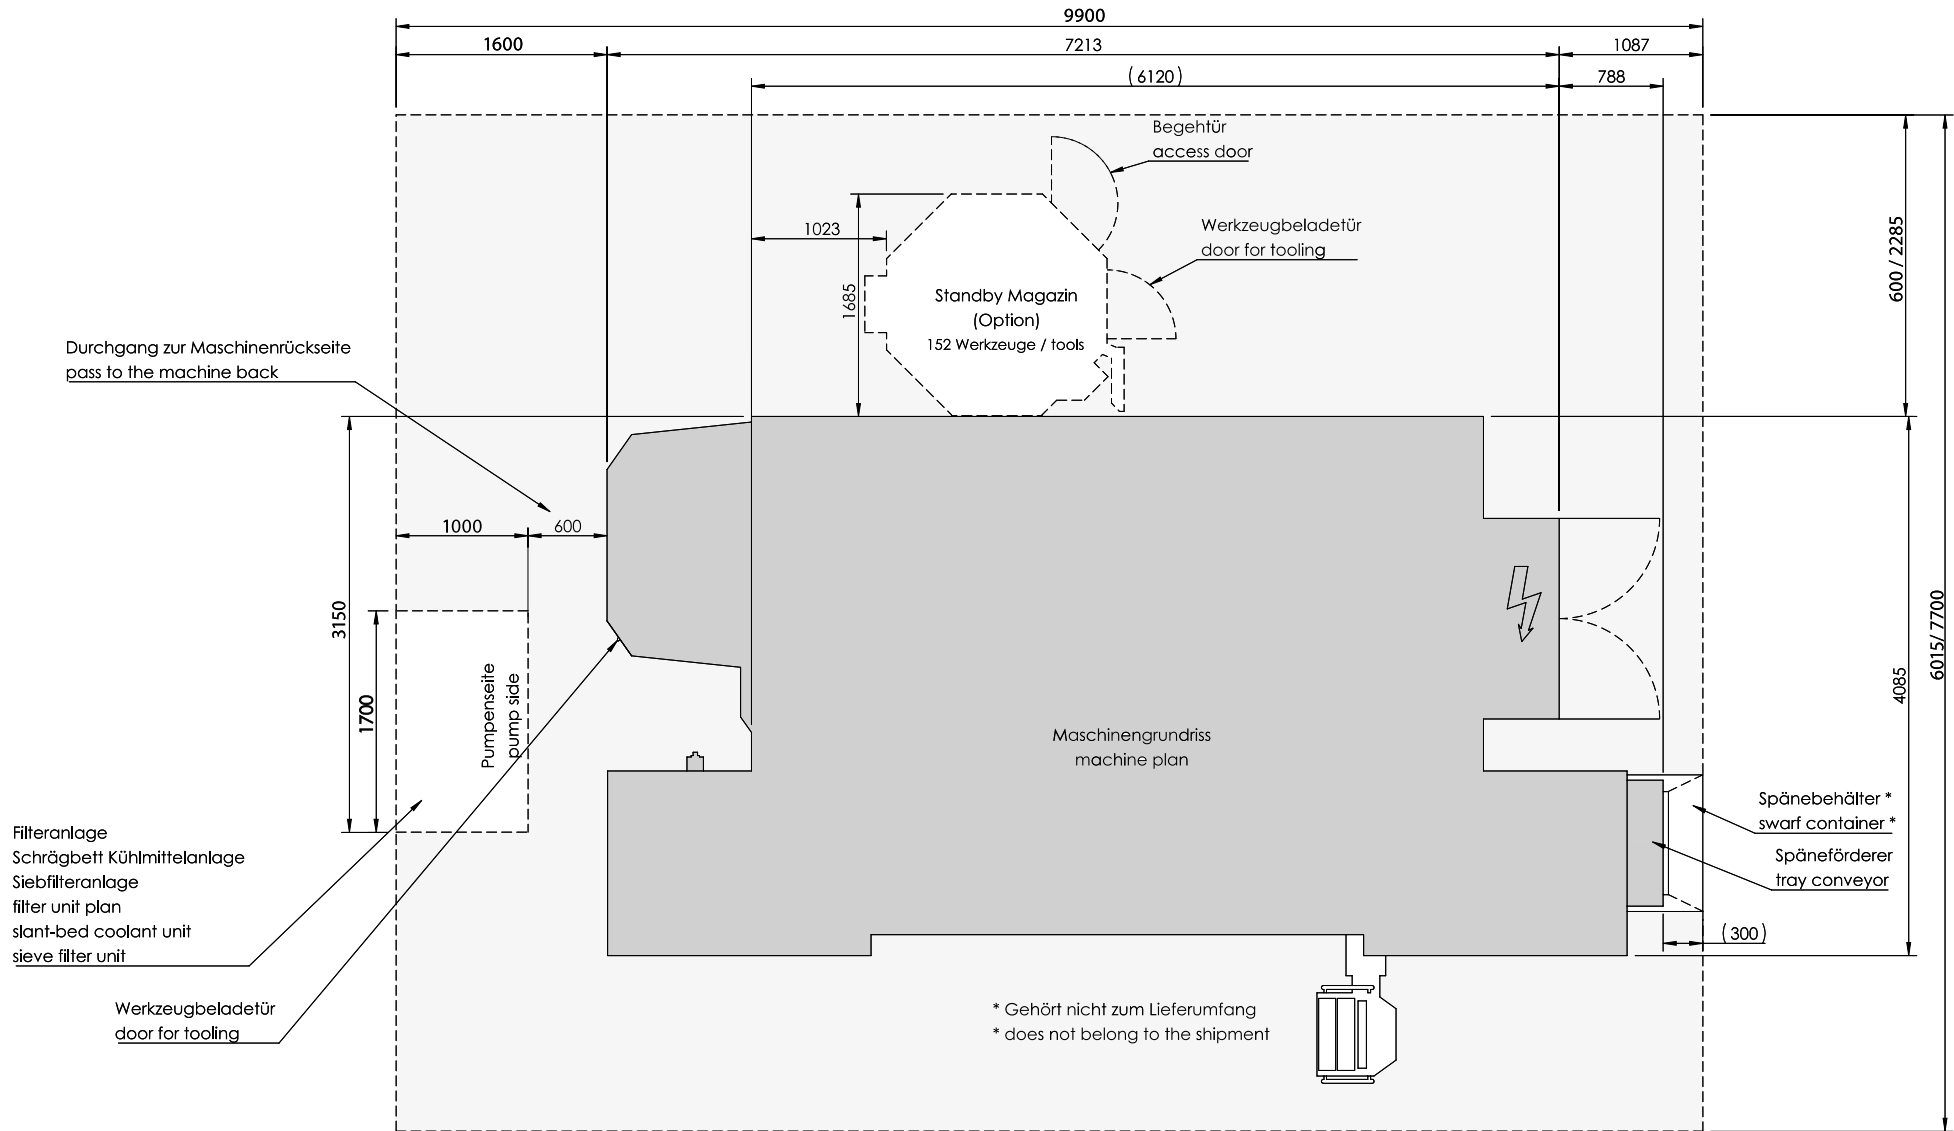 9900
1600
7213
1087
(6120)
788
Begehtür
access door
1023
Werkzeugbeladetür
door for tooling
600 / 2285
1685
Standby Magazin
(Option)
152 Werkzeuge / tools
Durchgang zur Maschinenrückseite
pass to the machine back
1000
600
3150
1700
Pumpenseite
pump side
6015/ 7700
4085
Maschinengrundriss
machine plan
Spänebehälter *
swarf container *
Späneförderer
tray conveyor
(300)
Filteranlage
Schrägbett Kühlmittelanlage
Siebfilteranlage
filter unit plan
slant-bed coolant unit
sieve filter unit
Werkzeugbeladetür
door for tooling
* Gehört nicht zum Lieferumfang
* does not belong to the shipment